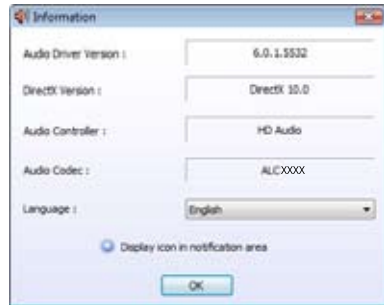 Information
Audio Driver Version : 6.0.1.5532
DirectX Version : DirectX 10.0
Audio Controller : HD Audio
Audio Codec : ALCXXXX
Language : English
Display icon in notification area
OK